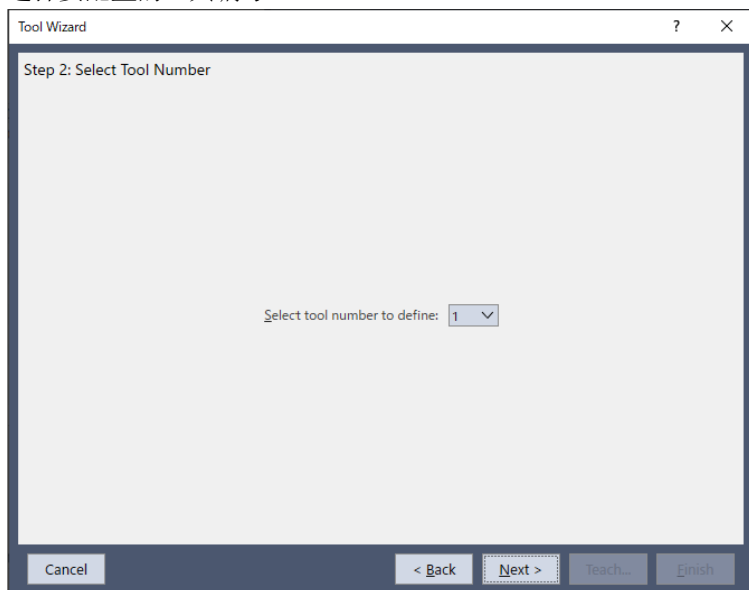 Tool Wizard ? ×
Step 2: Select Tool Number
Select tool number to define: 1
Cancel < Back Next > Teach... Finish